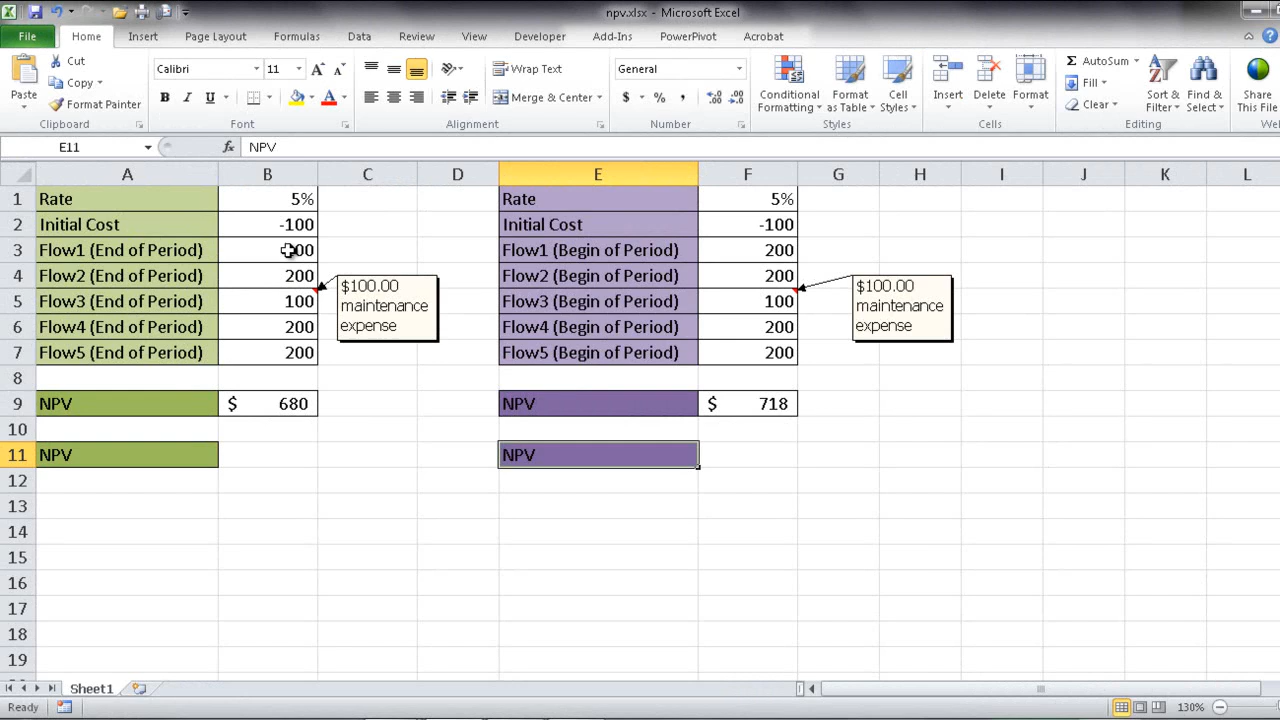 npv.xlsx - Microsoft Excel
File Home Insert Page Layout Formulas Data Review View Developer Add-Ins PowerPivot Acrobat
Paste
Cut
Copy
Format Painter
Clipboard
Calibri 11
B I U
Font
Wrap Text
Merge & Center
Alignment
General
$ % ,
Number
Conditional Formatting
Format as Table
Cell Styles
Styles
Insert Delete Format
Cells
AutoSum
Fill
Clear
Sort & Filter
Find & Select
Editing
Share This File
E11 fx NPV
A B C D E F G H I J K L
1 Rate 5% Rate 5%
2 Initial Cost -100 Initial Cost -100
3 Flow1 (End of Period) Flow1 (Begin of Period) 200
4 Flow2 (End of Period) 200 Flow2 (Begin of Period) 200
5 Flow3 (End of Period) 100 Flow3 (Begin of Period) 100
6 Flow4 (End of Period) 200 Flow4 (Begin of Period) 200
7 Flow5 (End of Period) 200 Flow5 (Begin of Period) 200
$100.00
maintenance
expense
$100.00
maintenance
expense
8
9 NPV $ 680 NPV $ 718
10
11 NPV NPV
12
13
14
15
16
17
18
19
Sheet1
Ready 130%